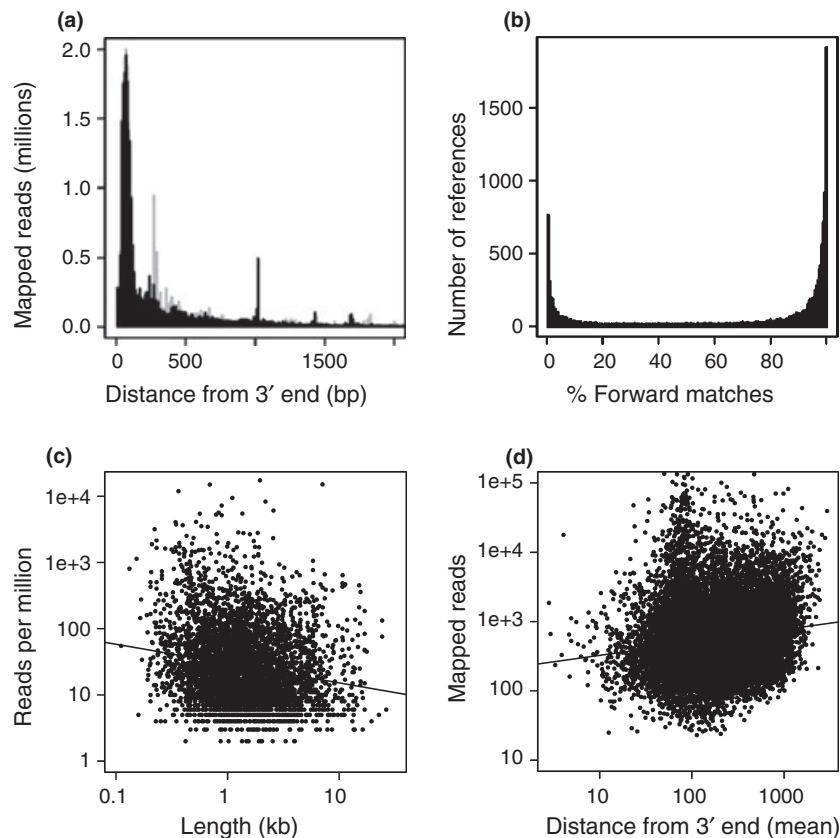 (a)
Mapped reads (millions)
2.0
1.5
1.0
0.5
0.0
0
500
1500
Distance from 3′ end (bp)
(b)
Number of references
1500
1000
500
0
0
20
40
60
80
% Forward matches
(c)
Reads per million
1e+4
1e+3
100
10
1
0.1
1
10
Length (kb)
(d)
Mapped reads
1e+5
1e+4
1e+3
100
10
10
100
1000
Distance from 3′ end (mean)